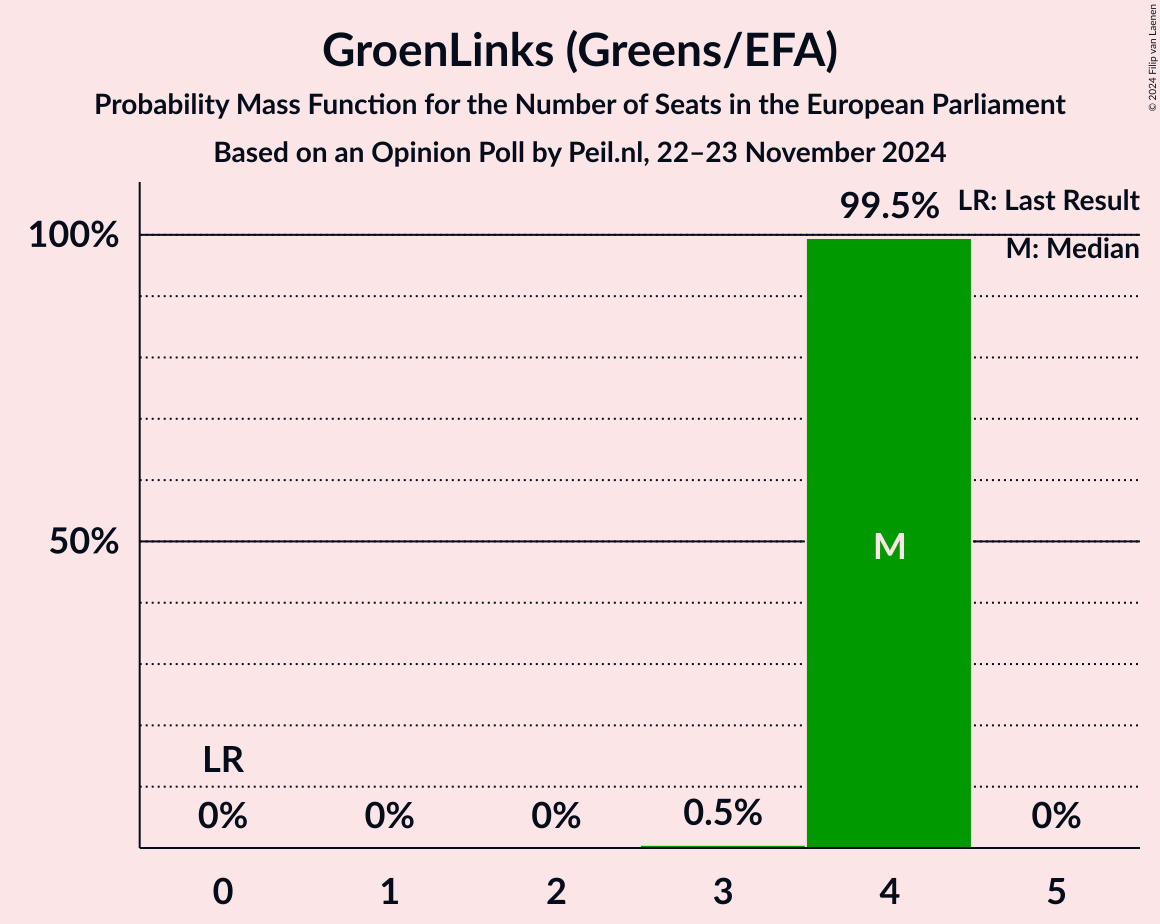 GroenLinks (Greens/EFA)
Probability Mass Function for the Number of Seats in the European Parliament
Based on an Opinion Poll by Peil.nl, 22–23 November 2024
© 2024 Filip van Laenen
99.5%
LR: Last Result
M: Median
100%
50%
M
LR
0%
0%
0%
0.5%
0%
0
1
2
3
4
5